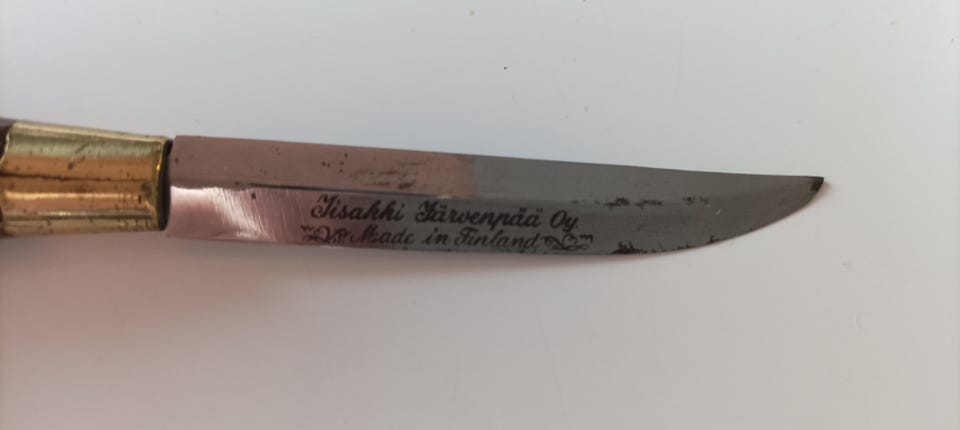 Iisakki Järvenpää Oy
Made in Finland